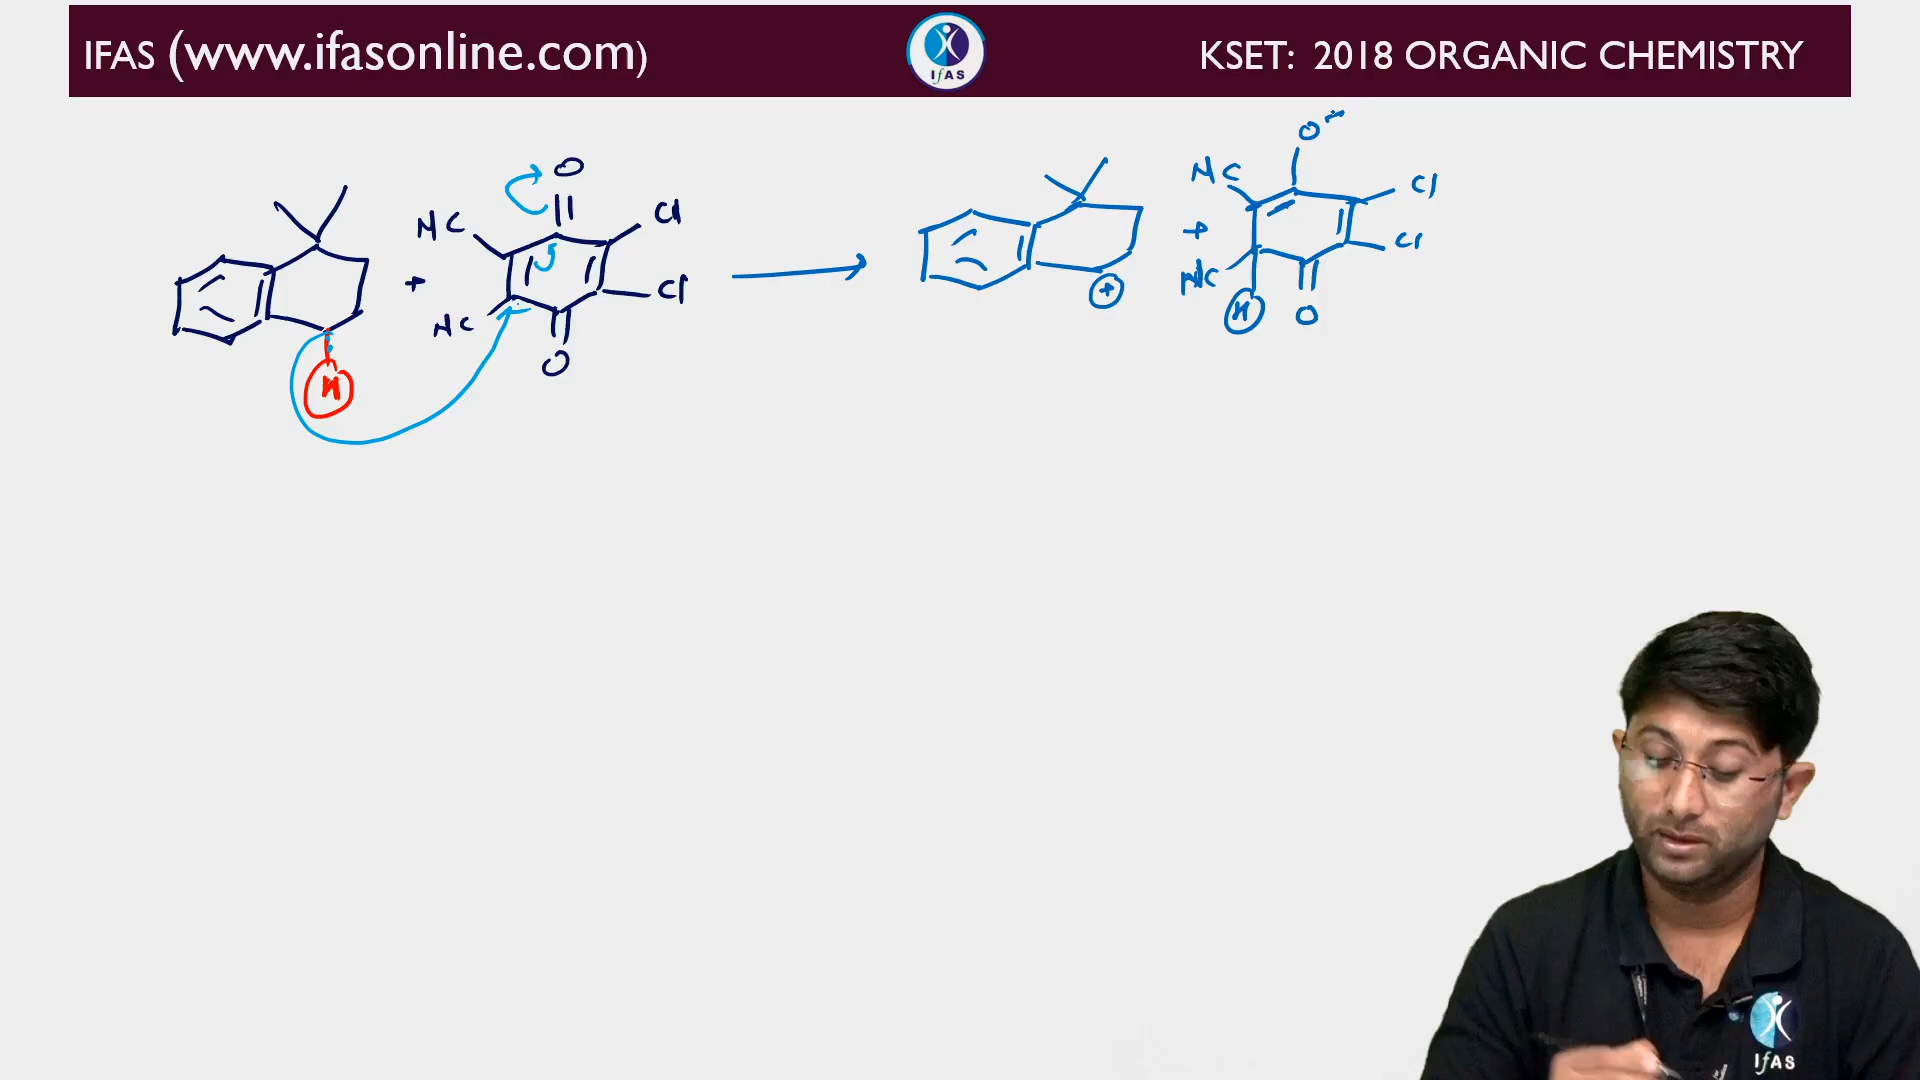 IFAS (www.ifasonline.com)
IfAS
KSET: 2018 ORGANIC CHEMISTRY
O
NC
Cl
+
Cl
NC
O
H
O
NC
Cl
+
Cl
NC
+
H
O
IfAS